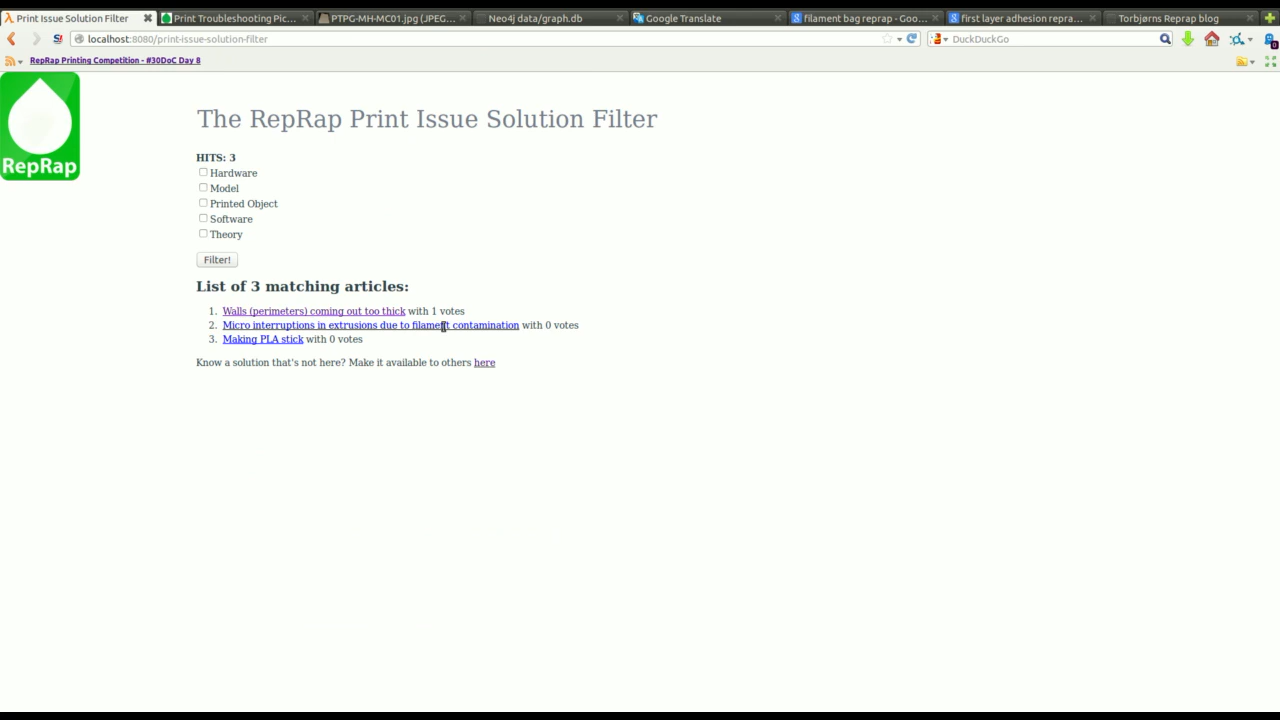 Print Issue Solution Filter
Print Troubleshooting Pic...
PTPG-MH-MC01.jpg (JPEG...
Neo4j data/graph.db
Google Translate
filament bag reprap - Goo...
first layer adhesion repra...
Torbjørns Reprap blog
localhost:8080/print-issue-solution-filter
DuckDuckGo
RepRap Printing Competition - #30DoC Day 8
RepRap
The RepRap Print Issue Solution Filter
HITS: 3
Hardware
Model
Printed Object
Software
Theory
Filter!
List of 3 matching articles:
1. Walls (perimeters) coming out too thick with 1 votes
2. Micro interruptions in extrusions due to filament contamination with 0 votes
3. Making PLA stick with 0 votes
Know a solution that's not here? Make it available to others here